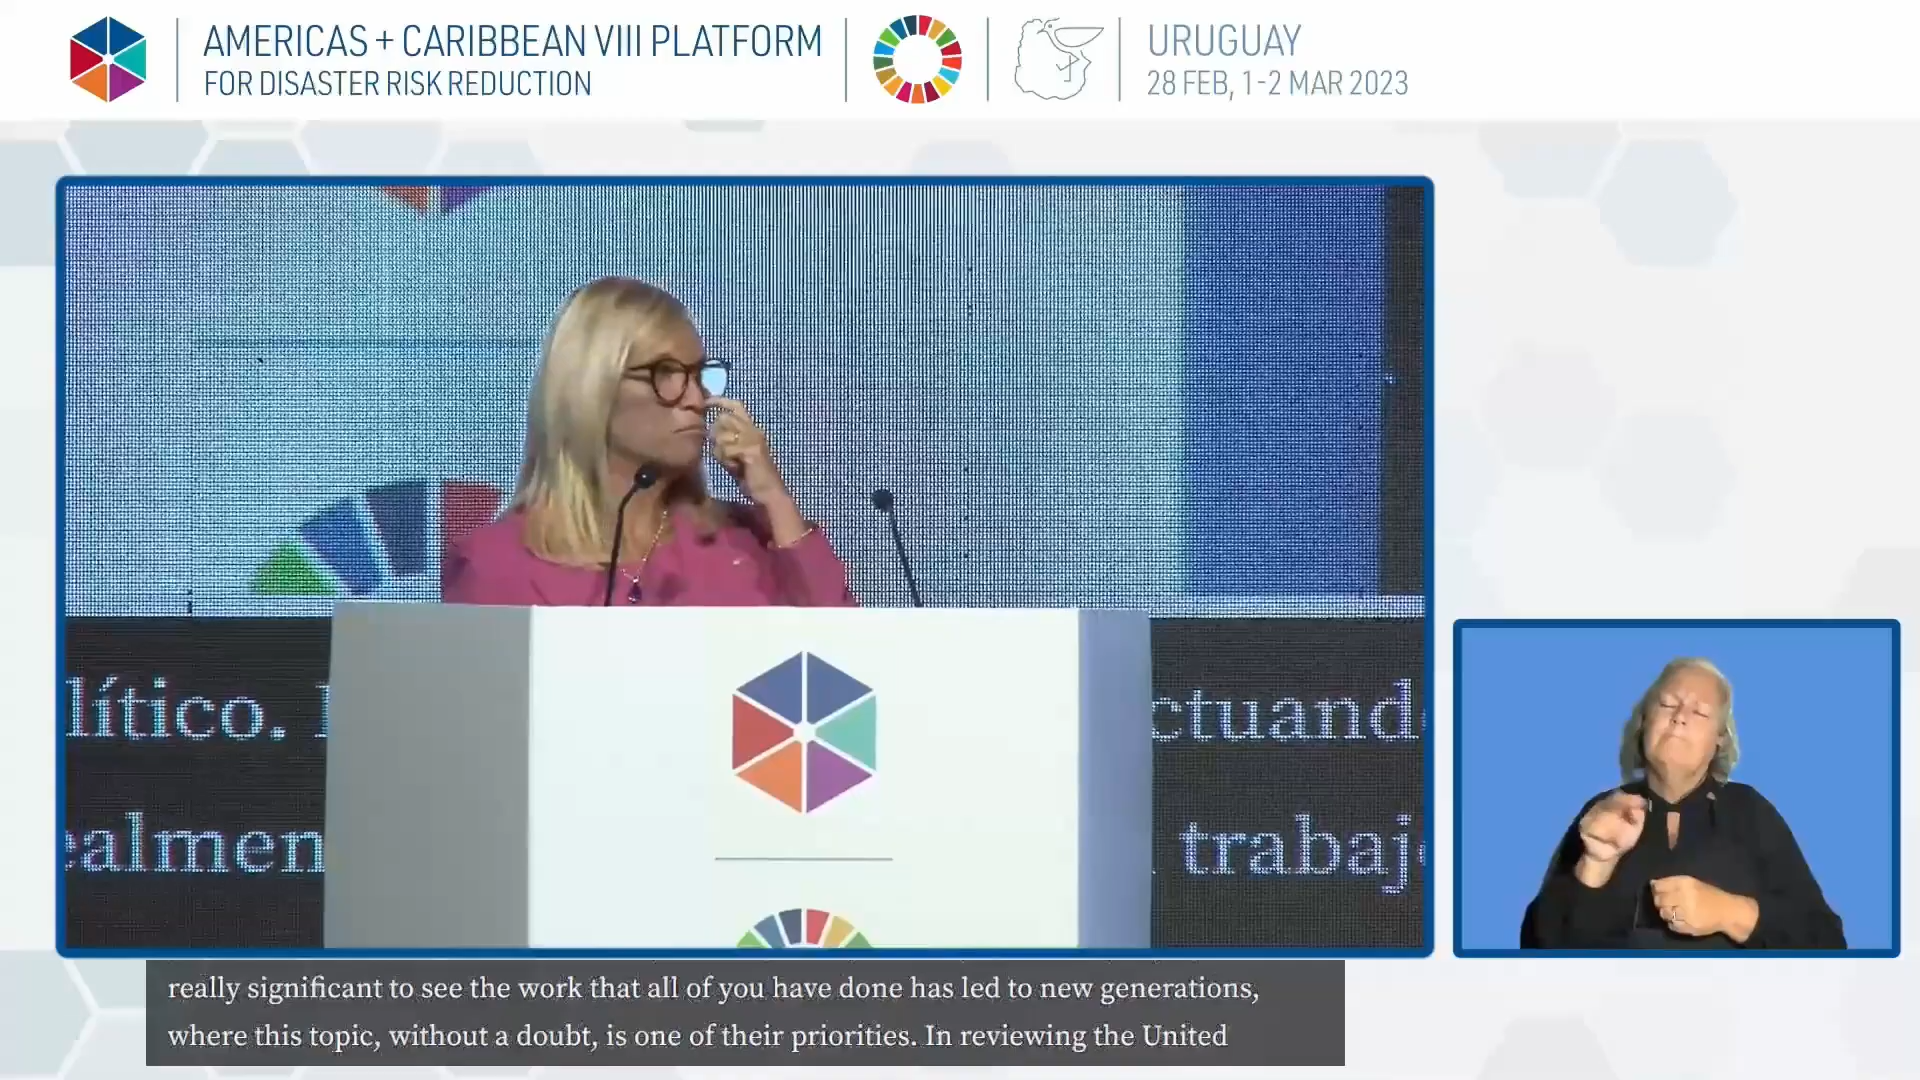 AMERICAS + CARIBBEAN VIII PLATFORM
FOR DISASTER RISK REDUCTION
URUGUAY
28 FEB, 1-2 MAR 2023
lítico.
ctuand
ealmen
trabaj
really significant to see the work that all of you have done has led to new generations,
where this topic, without a doubt, is one of their priorities. In reviewing the United